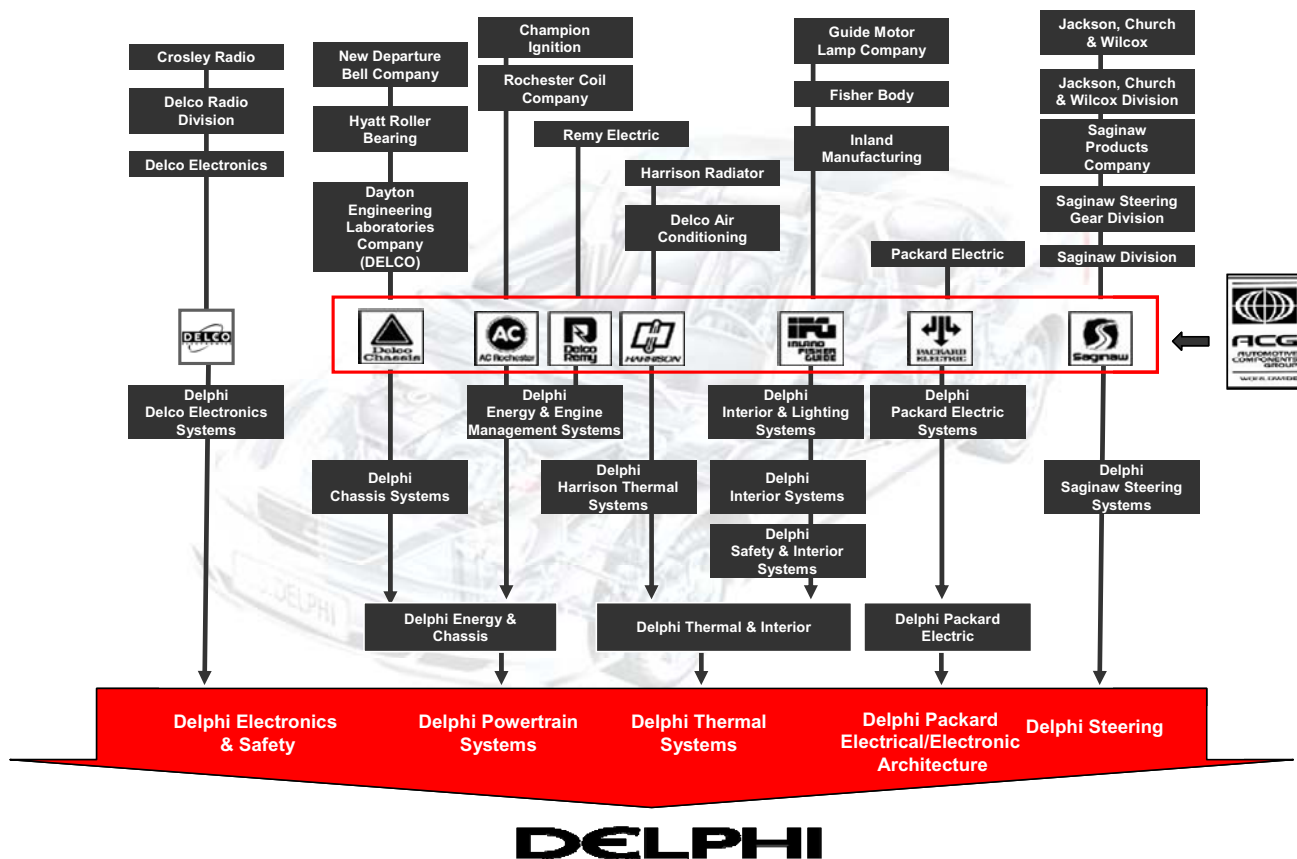 Crosley Radio
Delco Radio
Division
Delco Electronics
New Departure
Bell Company
Hyatt Roller
Bearing
Dayton
Engineering
Laboratories
Company
(DELCO)
Champion
Ignition
Rochester Coil
Company
Remy Electric
Harrison Radiator
Delco Air
Conditioning
Guide Motor
Lamp Company
Fisher Body
Inland
Manufacturing
Packard Electric
Jackson, Church
& Wilcox
Jackson, Church
& Wilcox Division
Saginaw
Products
Company
Saginaw Steering
Gear Division
Saginaw Division
DELCO
ELECTRONICS
Delco
Chassis
AC
AC Rochester
Delco
Remy
HARRISON
IFG
INLAND
FISHER
GUIDE
PACKARD
ELECTRIC
Saginaw
ACG
AUTOMOTIVE
COMPONENTS
GROUP
WORLDWIDE
Delphi
Delco Electronics
Systems
Delphi
Energy & Engine
Management Systems
Delphi
Interior & Lighting
Systems
Delphi
Packard Electric
Systems
Delphi
Chassis Systems
Delphi
Harrison Thermal
Systems
Delphi
Interior Systems
Delphi
Saginaw Steering
Systems
Delphi
Safety & Interior
Systems
Delphi Energy &
Chassis
Delphi Thermal & Interior
Delphi Packard
Electric
DELPHI
Delphi Electronics
& Safety
Delphi Powertrain
Systems
Delphi Thermal
Systems
Delphi Packard
Electrical/Electronic
Architecture
Delphi Steering
DELPHI